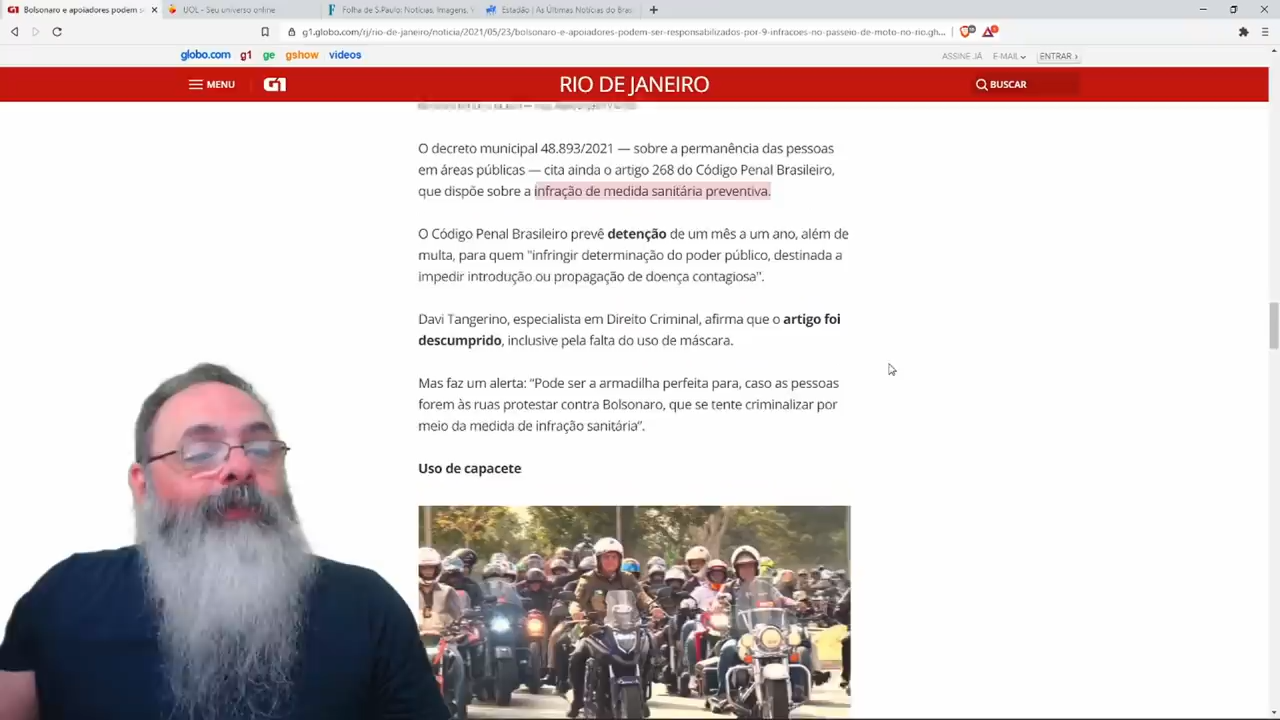 Bolsonaro e apoiadores podem s
UOL - Seu universo online
Folha de S.Paulo: Notícias, Imagens, V
Estadão | As Últimas Notícias do Bras
g1.globo.com/rj/rio-de-janeiro/noticia/2021/05/23/bolsonaro-e-apoiadores-podem-ser-responsabilizados-por-9-infracoes-no-passeio-de-moto-no-rio.gh...
globo.com g1 ge gshow videos
ASSINE JÁ E-MAIL ENTRAR ›
MENU G1 RIO DE JANEIRO BUSCAR
O decreto municipal 48.893/2021 — sobre a permanência das pessoas
em áreas públicas — cita ainda o artigo 268 do Código Penal Brasileiro,
que dispõe sobre a infração de medida sanitária preventiva.
O Código Penal Brasileiro prevê detenção de um mês a um ano, além de
multa, para quem "infringir determinação do poder público, destinada a
impedir introdução ou propagação de doença contagiosa".
Davi Tangerino, especialista em Direito Criminal, afirma que o artigo foi
descumprido, inclusive pela falta do uso de máscara.
Mas faz um alerta: “Pode ser a armadilha perfeita para, caso as pessoas
forem às ruas protestar contra Bolsonaro, que se tente criminalizar por
meio da medida de infração sanitária”.
Uso de capacete